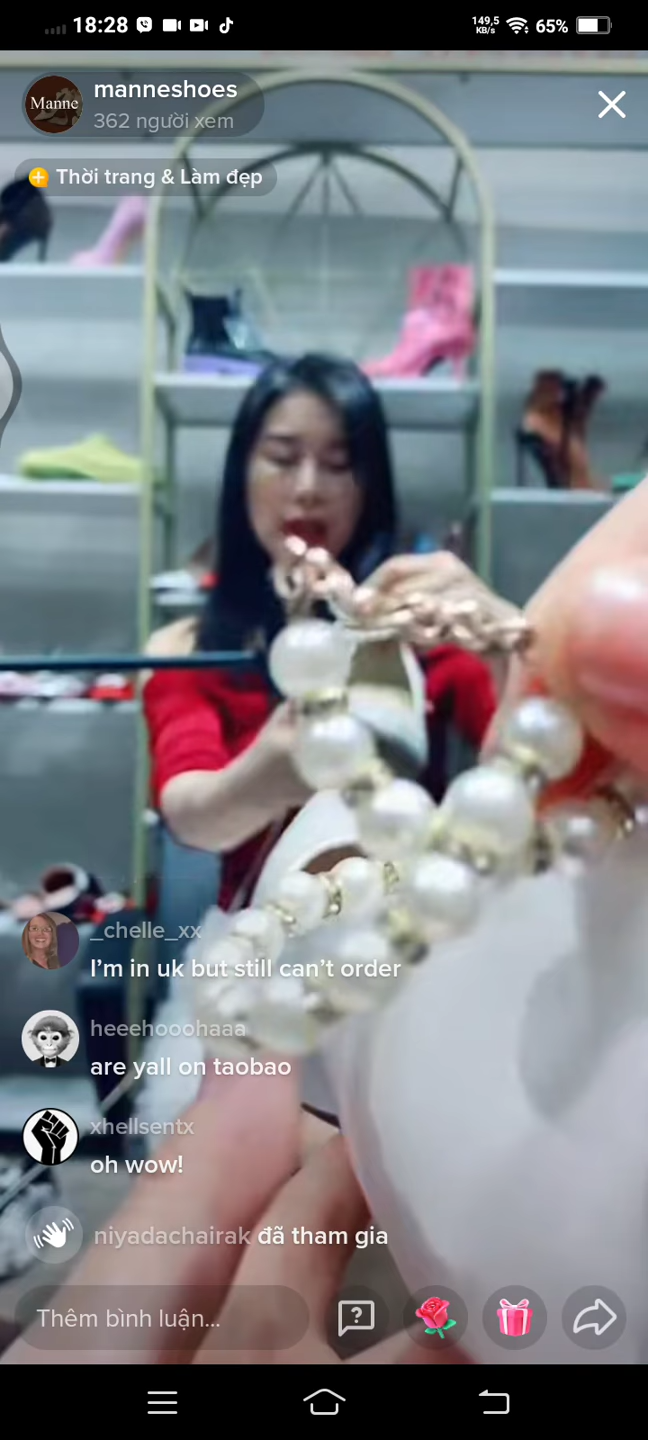 18:28
149,5
KB/s
65%
Manne
manneshoes
362 người xem
Thời trang & Làm đẹp
_chelle_xx
I'm in uk but still can't order
heeehooohaaa
are yall on taobao
xhellsentx
oh wow!
niyadachairak đã tham gia
Thêm bình luận...